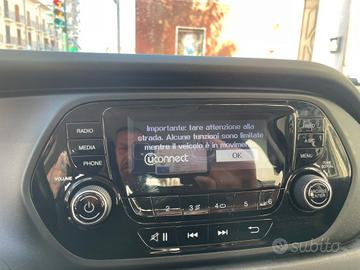 uconnect
Importante: fare attenzione alla
strada. Alcune funzioni sono limitate
mentre il veicolo è in movimento
uconnect
OK
RADIO
MEDIA
PHONE
VOLUME
MENU
2
3
4
5
6
subito